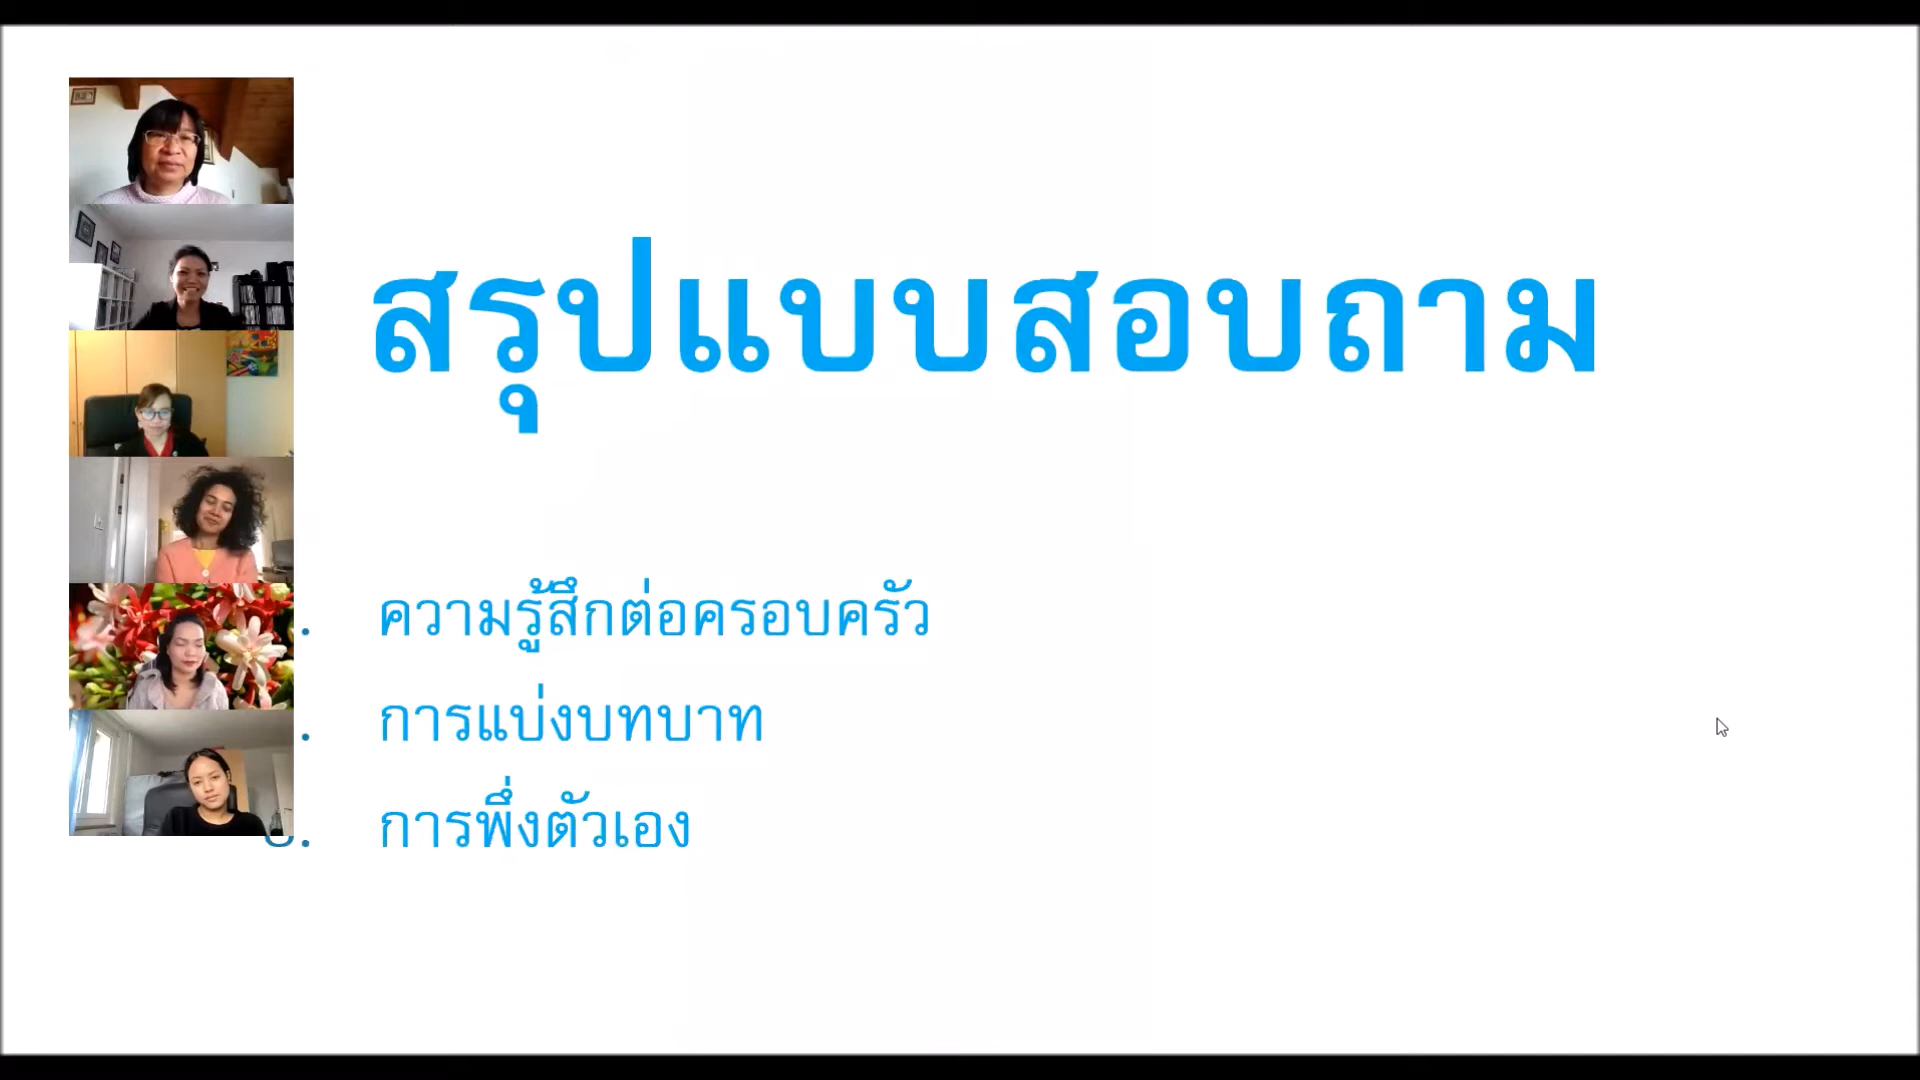 สรุปแบบสอบถาม
ความรู้สึกต่อครอบครัว
การแบ่งบทบาท
การพึ่งตัวเอง